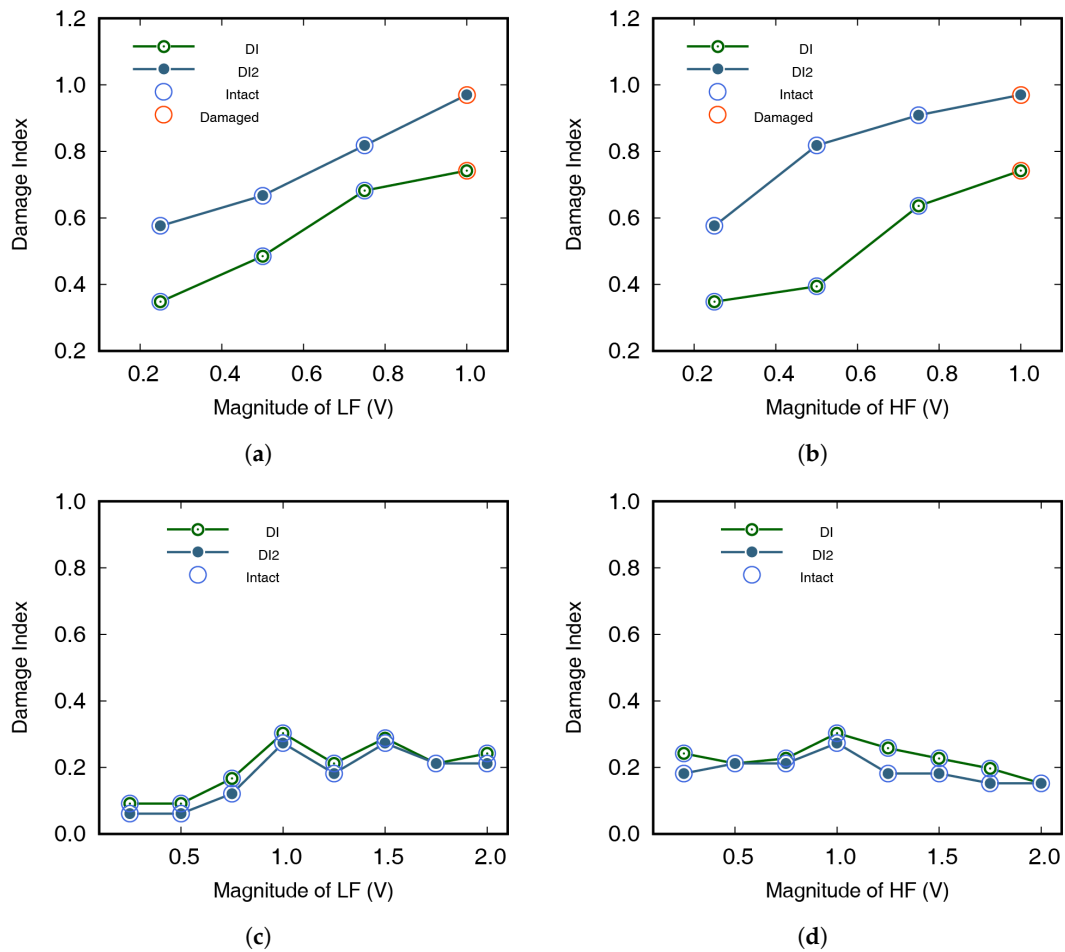 1.2
1.0
0.8
0.6
0.4
0.2
Damage Index
DI
DI2
Intact
Damaged
0.2 0.4 0.6 0.8 1.0
Magnitude of LF (V)
(a)
1.2
1.0
0.8
0.6
0.4
0.2
Damage Index
DI
DI2
Intact
Damaged
0.2 0.4 0.6 0.8 1.0
Magnitude of HF (V)
(b)
1.0
0.8
0.6
0.4
0.2
0.0
Damage Index
DI
DI2
Intact
0.5 1.0 1.5 2.0
Magnitude of LF (V)
(c)
1.0
0.8
0.6
0.4
0.2
0.0
Damage Index
DI
DI2
Intact
0.5 1.0 1.5 2.0
Magnitude of HF (V)
(d)